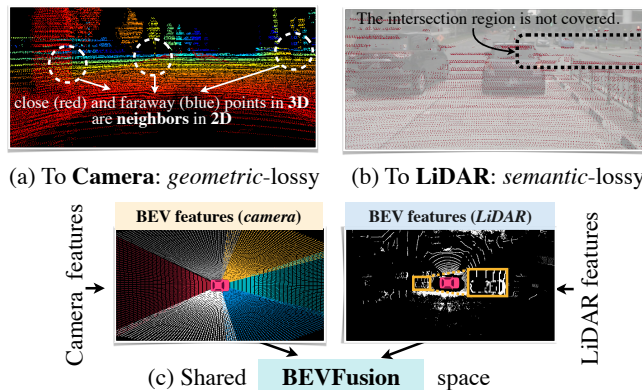 close (red) and faraway (blue) points in 3D
are neighbors in 2D
The intersection region is not covered.
(a) To Camera: geometric-lossy
(b) To LiDAR: semantic-lossy
Camera features
BEV features (camera)
BEV features (LiDAR)
LiDAR features
(c) Shared BEVFusion space